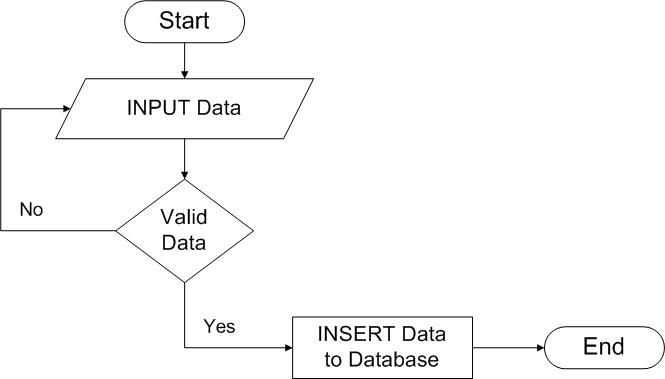 Start
INPUT Data
No
Valid
Data
Yes
INSERT Data
to Database
End